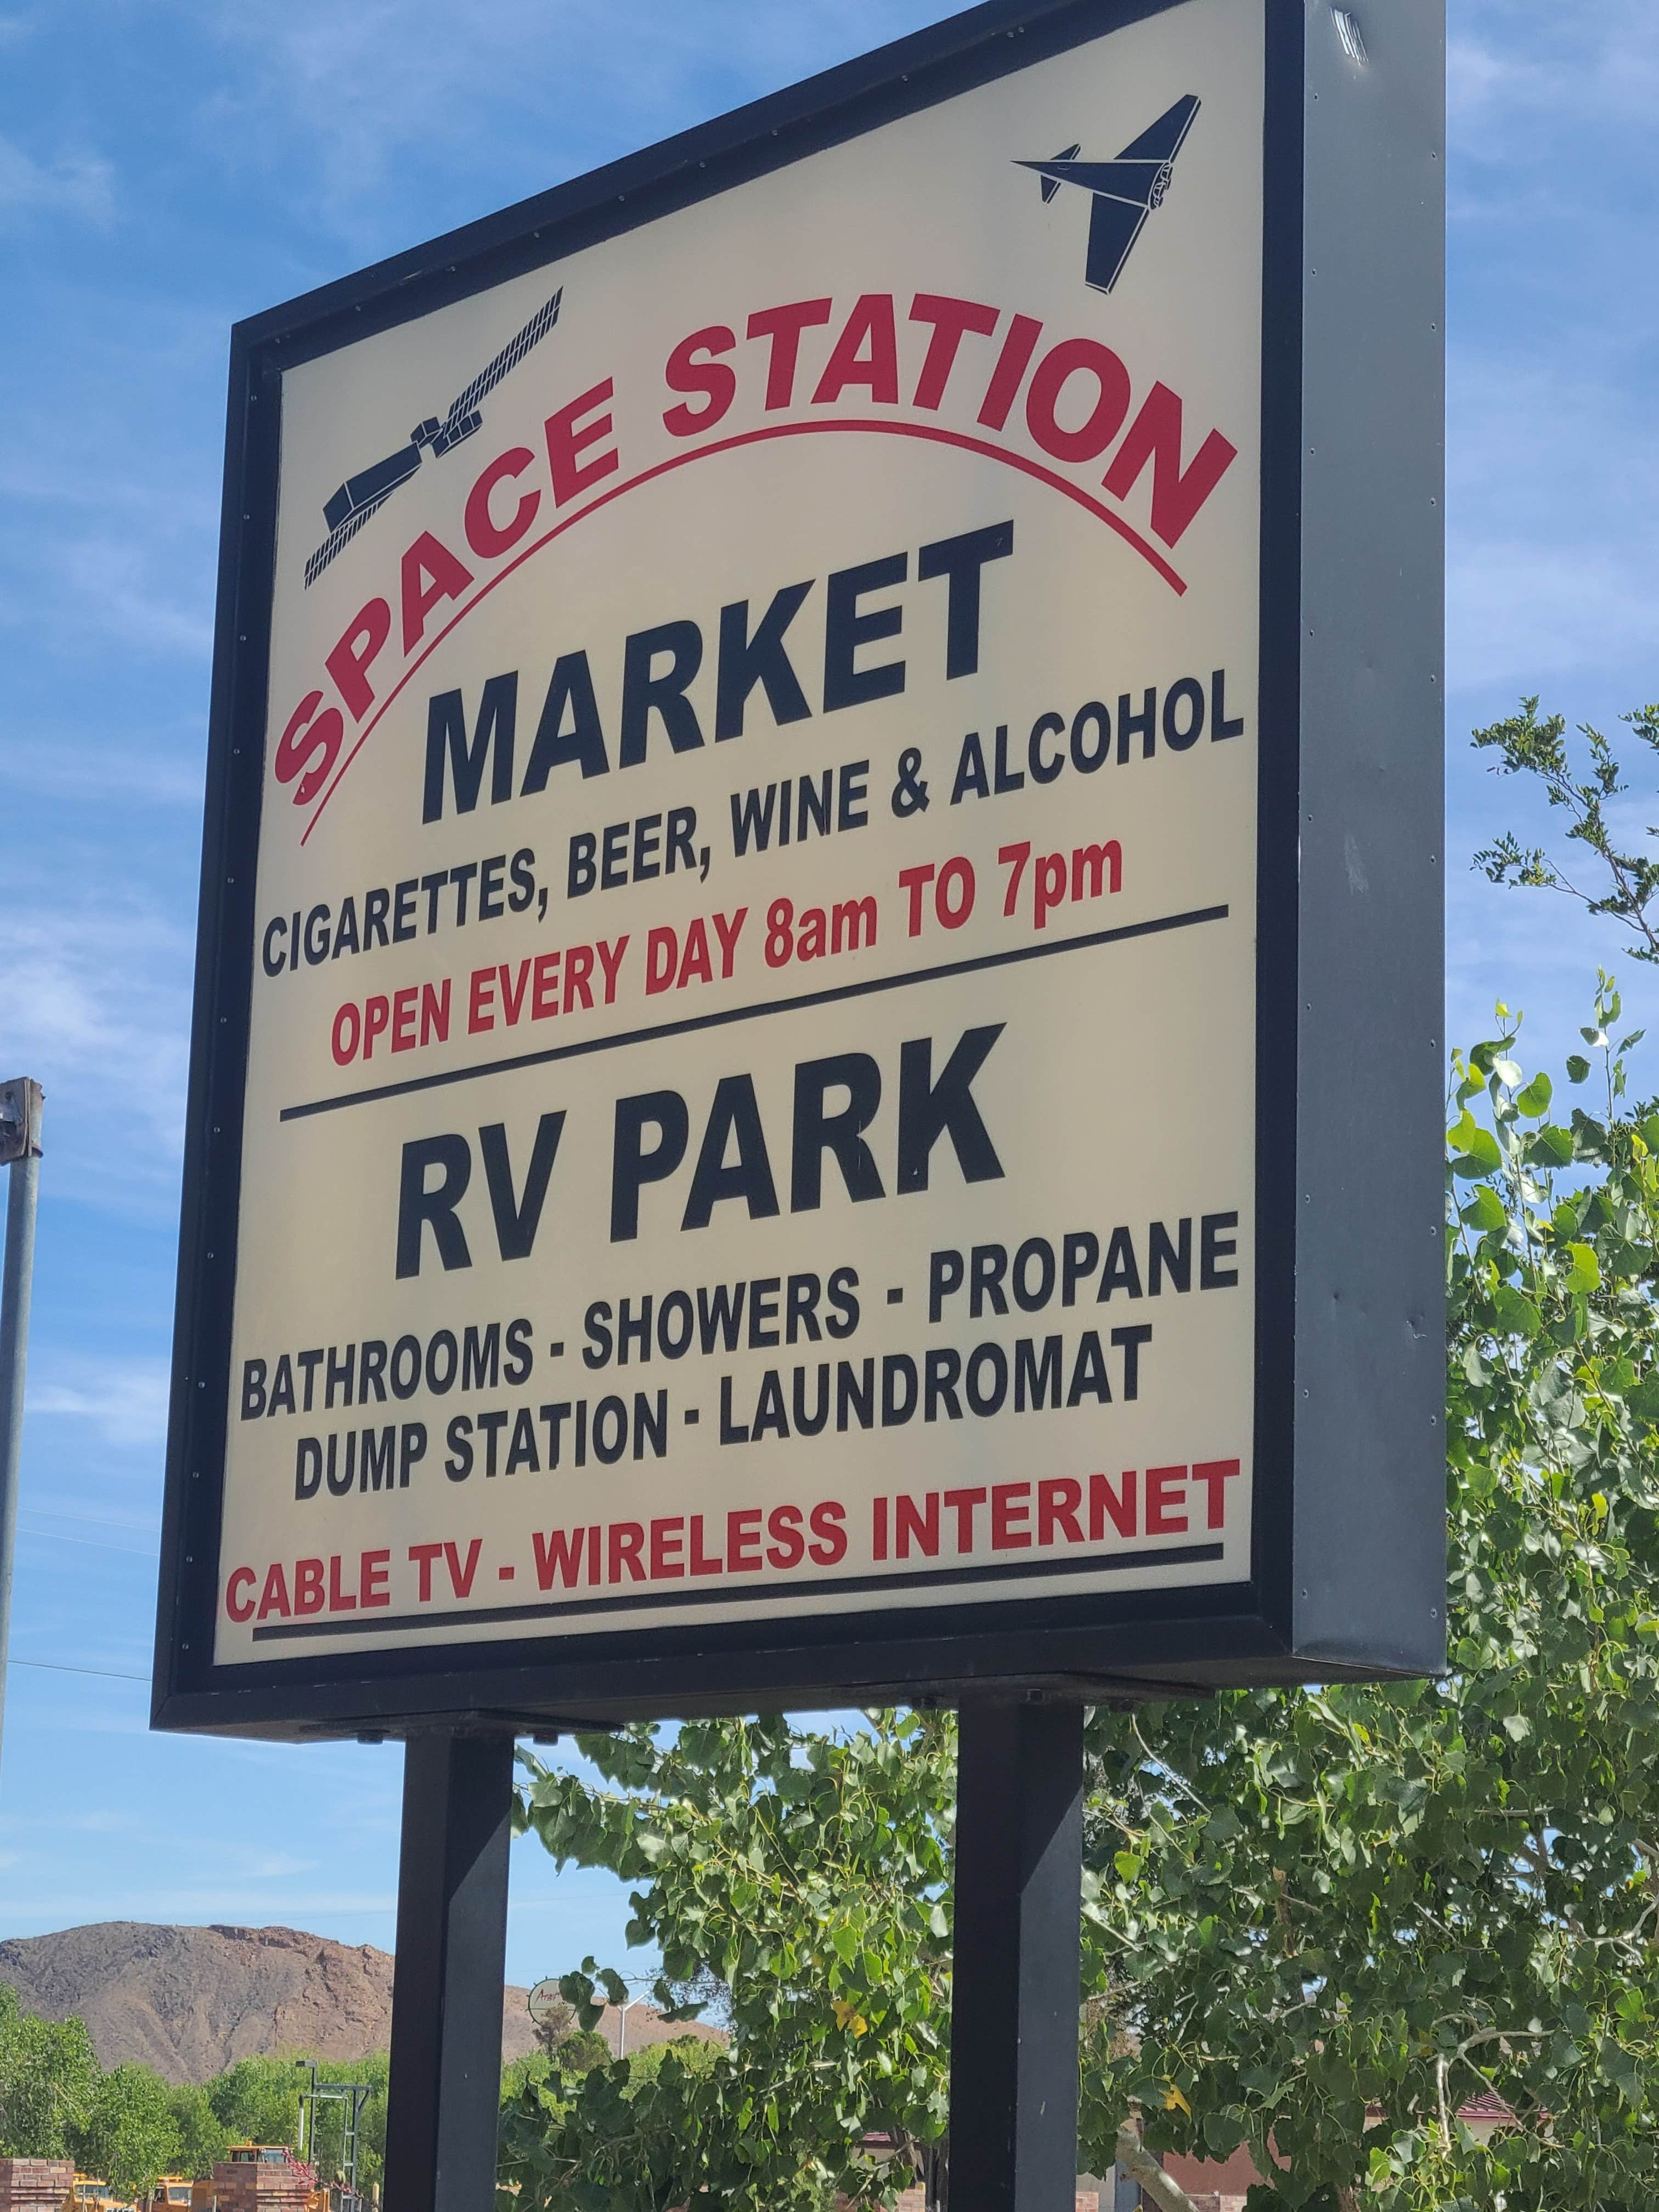 SPACE STATION
MARKET
CIGARETTES, BEER, WINE & ALCOHOL
OPEN EVERY DAY 8am TO 7pm
RV PARK
BATHROOMS - SHOWERS - PROPANE
DUMP STATION - LAUNDROMAT
CABLE TV - WIRELESS INTERNET